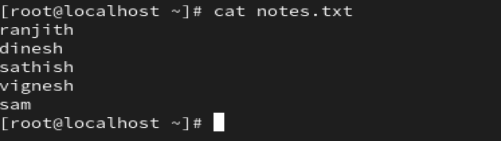 [root@localhost ~]# cat notes.txt
ranjith
dinesh
sathish
vignesh
sam
[root@localhost ~]#